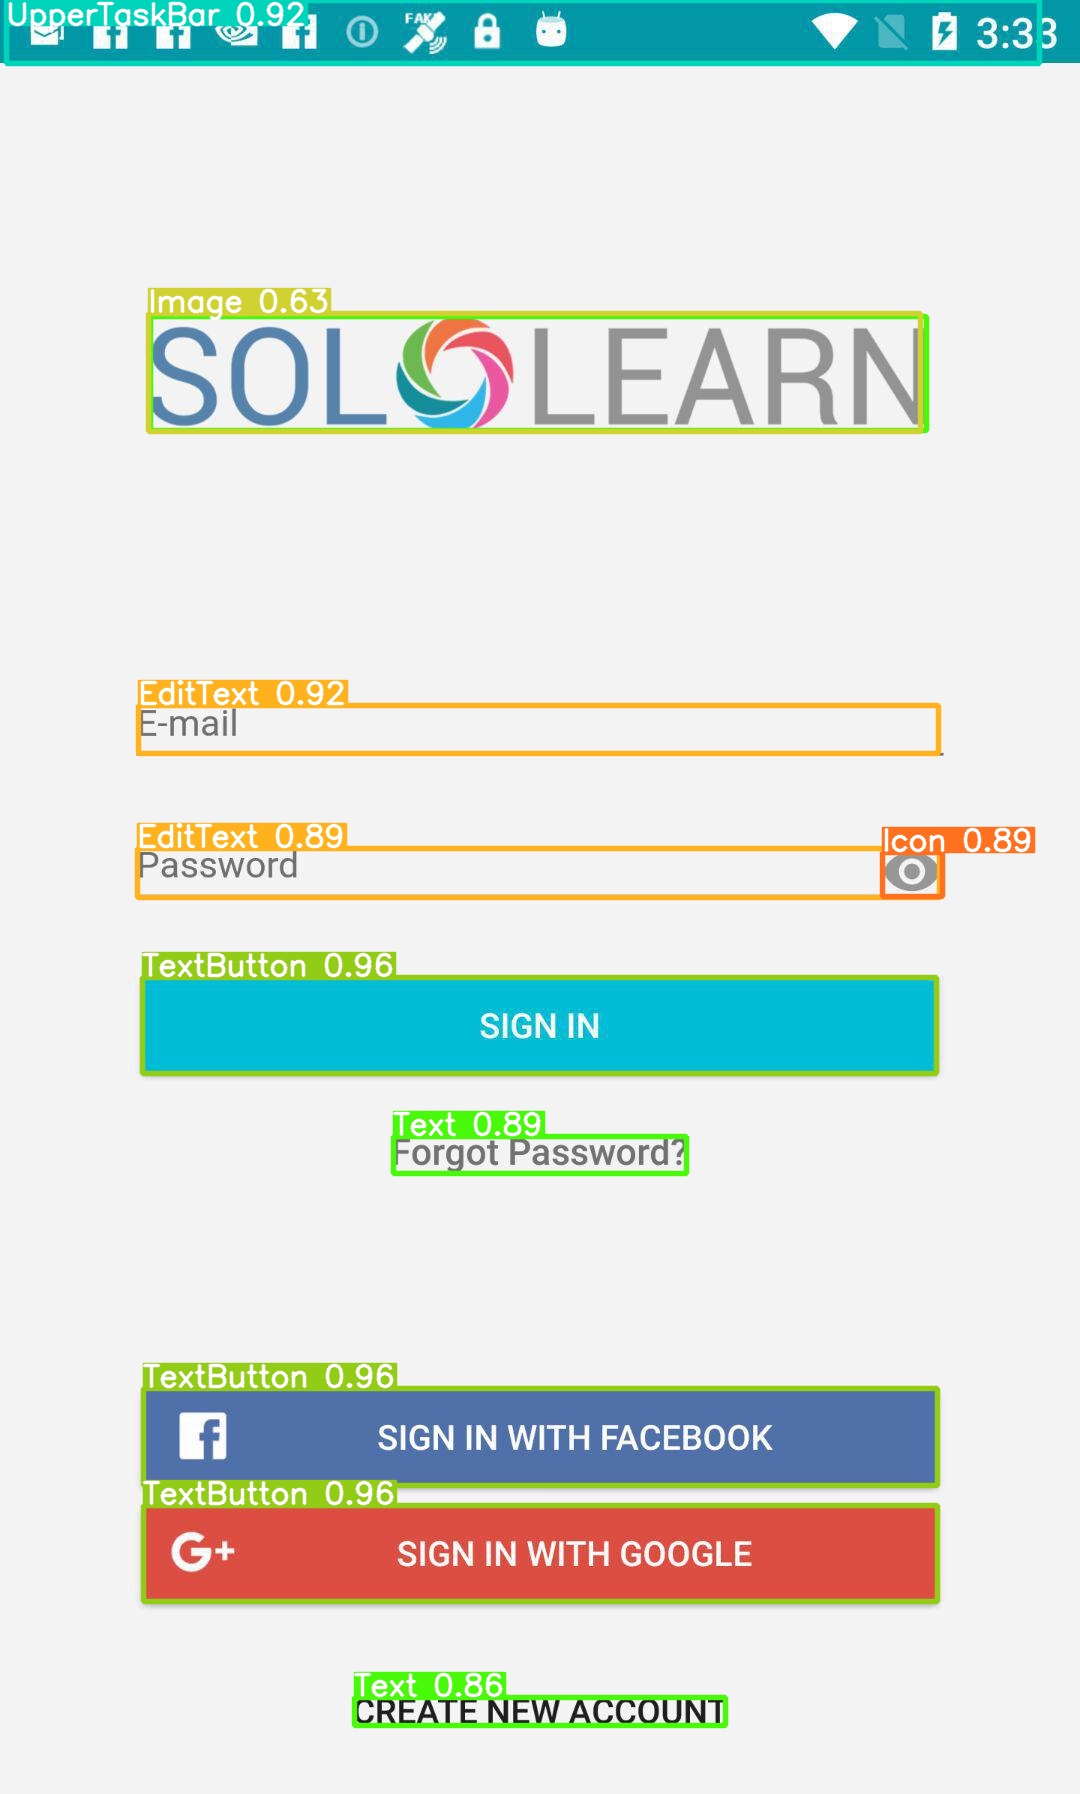 UpperTaskBar 0.92
FAKE
3:33
Image 0.63
SOLOLEARN
EditText 0.92
E-mail
EditText 0.89
Icon 0.89
Password
TextButton 0.96
SIGN IN
Text 0.89
Forgot Password?
TextButton 0.96
SIGN IN WITH FACEBOOK
TextButton 0.96
G+ SIGN IN WITH GOOGLE
Text 0.86
CREATE NEW ACCOUNT